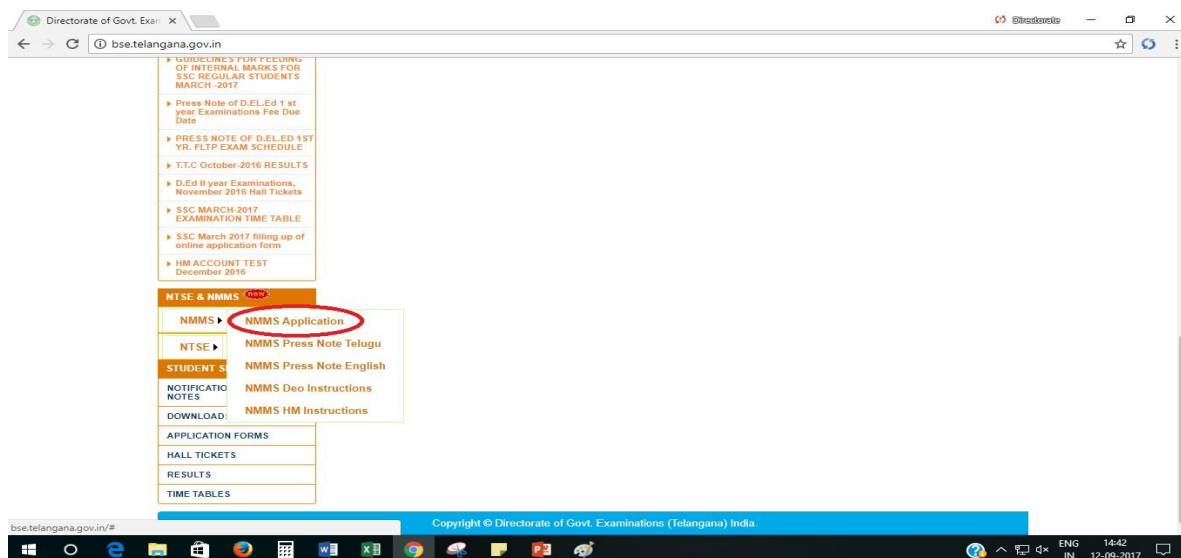 Directorate of Govt. Exan
Directorate
bse.telangana.gov.in
GUIDELINES FOR FEEDING
OF INTERNAL MARKS FOR
SSC REGULAR STUDENTS
MARCH -2017
Press Note of D.EL.Ed 1 st
year Examinations Fee Due
Date
PRESS NOTE OF D.EL.ED 1ST
YR. FLTP EXAM SCHEDULE
T.T.C October-2016 RESULTS
D.Ed II year Examinations,
November 2016 Hall Tickets
SSC MARCH-2017
EXAMINATION TIME TABLE
SSC March 2017 filling up of
online application form
HM ACCOUNT TEST
December 2016
NTSE & NMMS new
NMMS
NMMS Application
NTSE
NMMS Press Note Telugu
NMMS Press Note English
NMMS Deo Instructions
NMMS HM Instructions
STUDENT S
NOTIFICATIO
NOTES
DOWNLOAD
APPLICATION FORMS
HALL TICKETS
RESULTS
TIME TABLES
bse.telangana.gov.in/#
Copyright © Directorate of Govt. Examinations (Telangana) India.
ENG
IN
14:42
12-09-2017